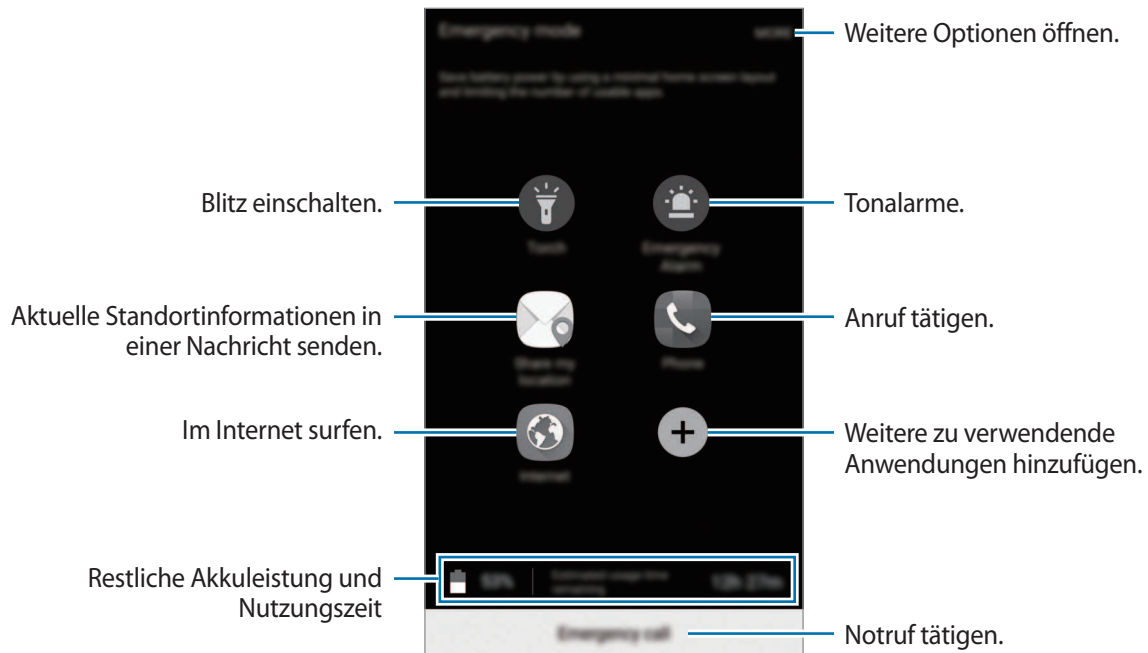 Emergency mode
MORE
Weitere Optionen öffnen.
Save battery power by using a minimal home screen layout
and limiting the number of usable apps.
Blitz einschalten.
Tonalarme.
Torch
Emergency
Alarm
Aktuelle Standortinformationen in
einer Nachricht senden.
Anruf tätigen.
Share my
location
Phone
Im Internet surfen.
Weitere zu verwendende
Anwendungen hinzufügen.
Internet
Restliche Akkuleistung und
Nutzungszeit
53%
Estimated usage time
remaining
12h 27m
Emergency call
Notruf tätigen.